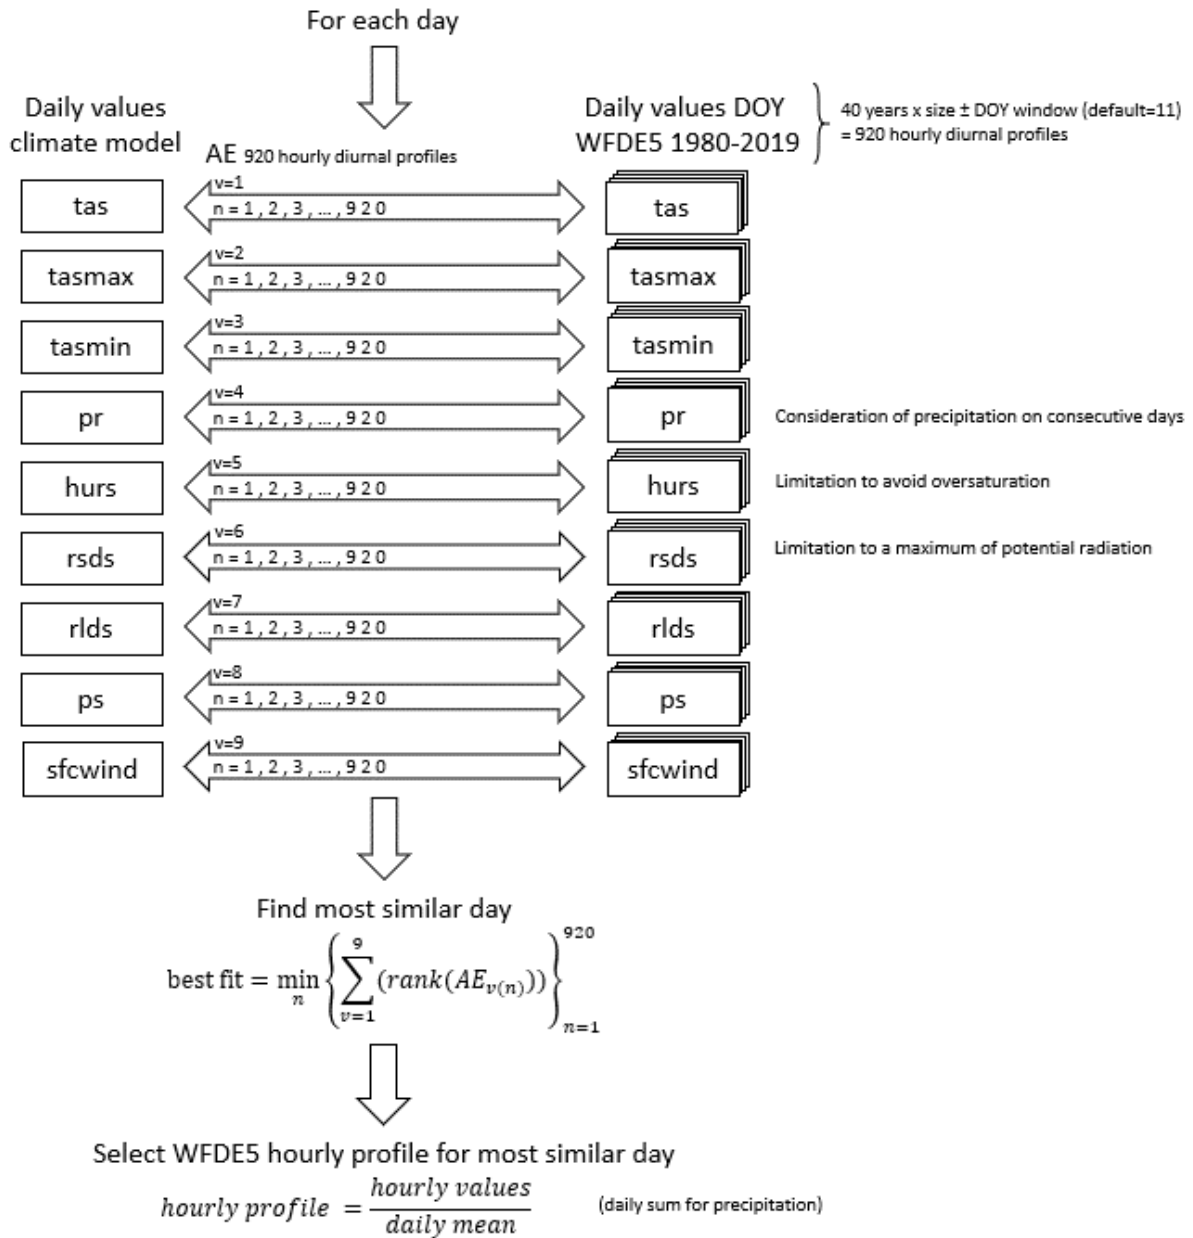 For each day
Daily values
climate model
AE 920 hourly diurnal profiles
Daily values DOY
WFDE5 1980-2019
40 years x size ± DOY window (default=11)
= 920 hourly diurnal profiles
tas
v=1
n = 1 , 2 , 3 , ... , 9 2 0
tas
tasmax
v=2
n = 1 , 2 , 3 , ... , 9 2 0
tasmax
tasmin
v=3
n = 1 , 2 , 3 , ... , 9 2 0
tasmin
pr
v=4
n = 1 , 2 , 3 , ... , 9 2 0
pr
Consideration of precipitation on consecutive days
hurs
v=5
n = 1 , 2 , 3 , ... , 9 2 0
hurs
Limitation to avoid oversaturation
rsds
v=6
n = 1 , 2 , 3 , ... , 9 2 0
rsds
Limitation to a maximum of potential radiation
rlds
v=7
n = 1 , 2 , 3 , ... , 9 2 0
rlds
ps
v=8
n = 1 , 2 , 3 , ... , 9 2 0
ps
sfcwind
v=9
n = 1 , 2 , 3 , ... , 9 2 0
sfcwind
Find most similar day
best fit = min n { ∑ v=1 9 (rank(AE v(n))) } n=1 920
Select WFDE5 hourly profile for most similar day
hourly profile = hourly values / daily mean (daily sum for precipitation)